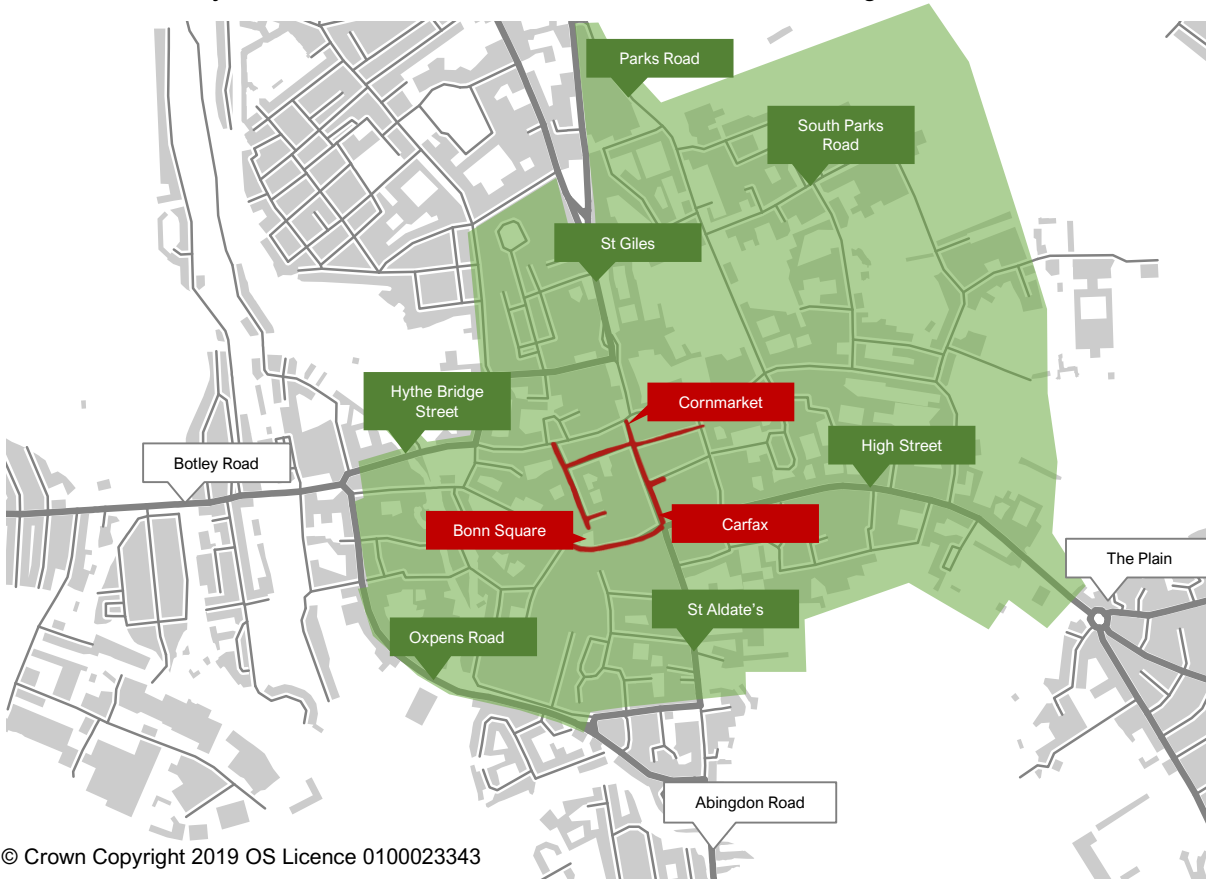 Parks Road
South Parks
Road
St Giles
Hythe Bridge
Street
Cornmarket
High Street
Botley Road
Bonn Square
Carfax
The Plain
St Aldate's
Oxpens Road
Abingdon Road
© Crown Copyright 2019 OS Licence 0100023343